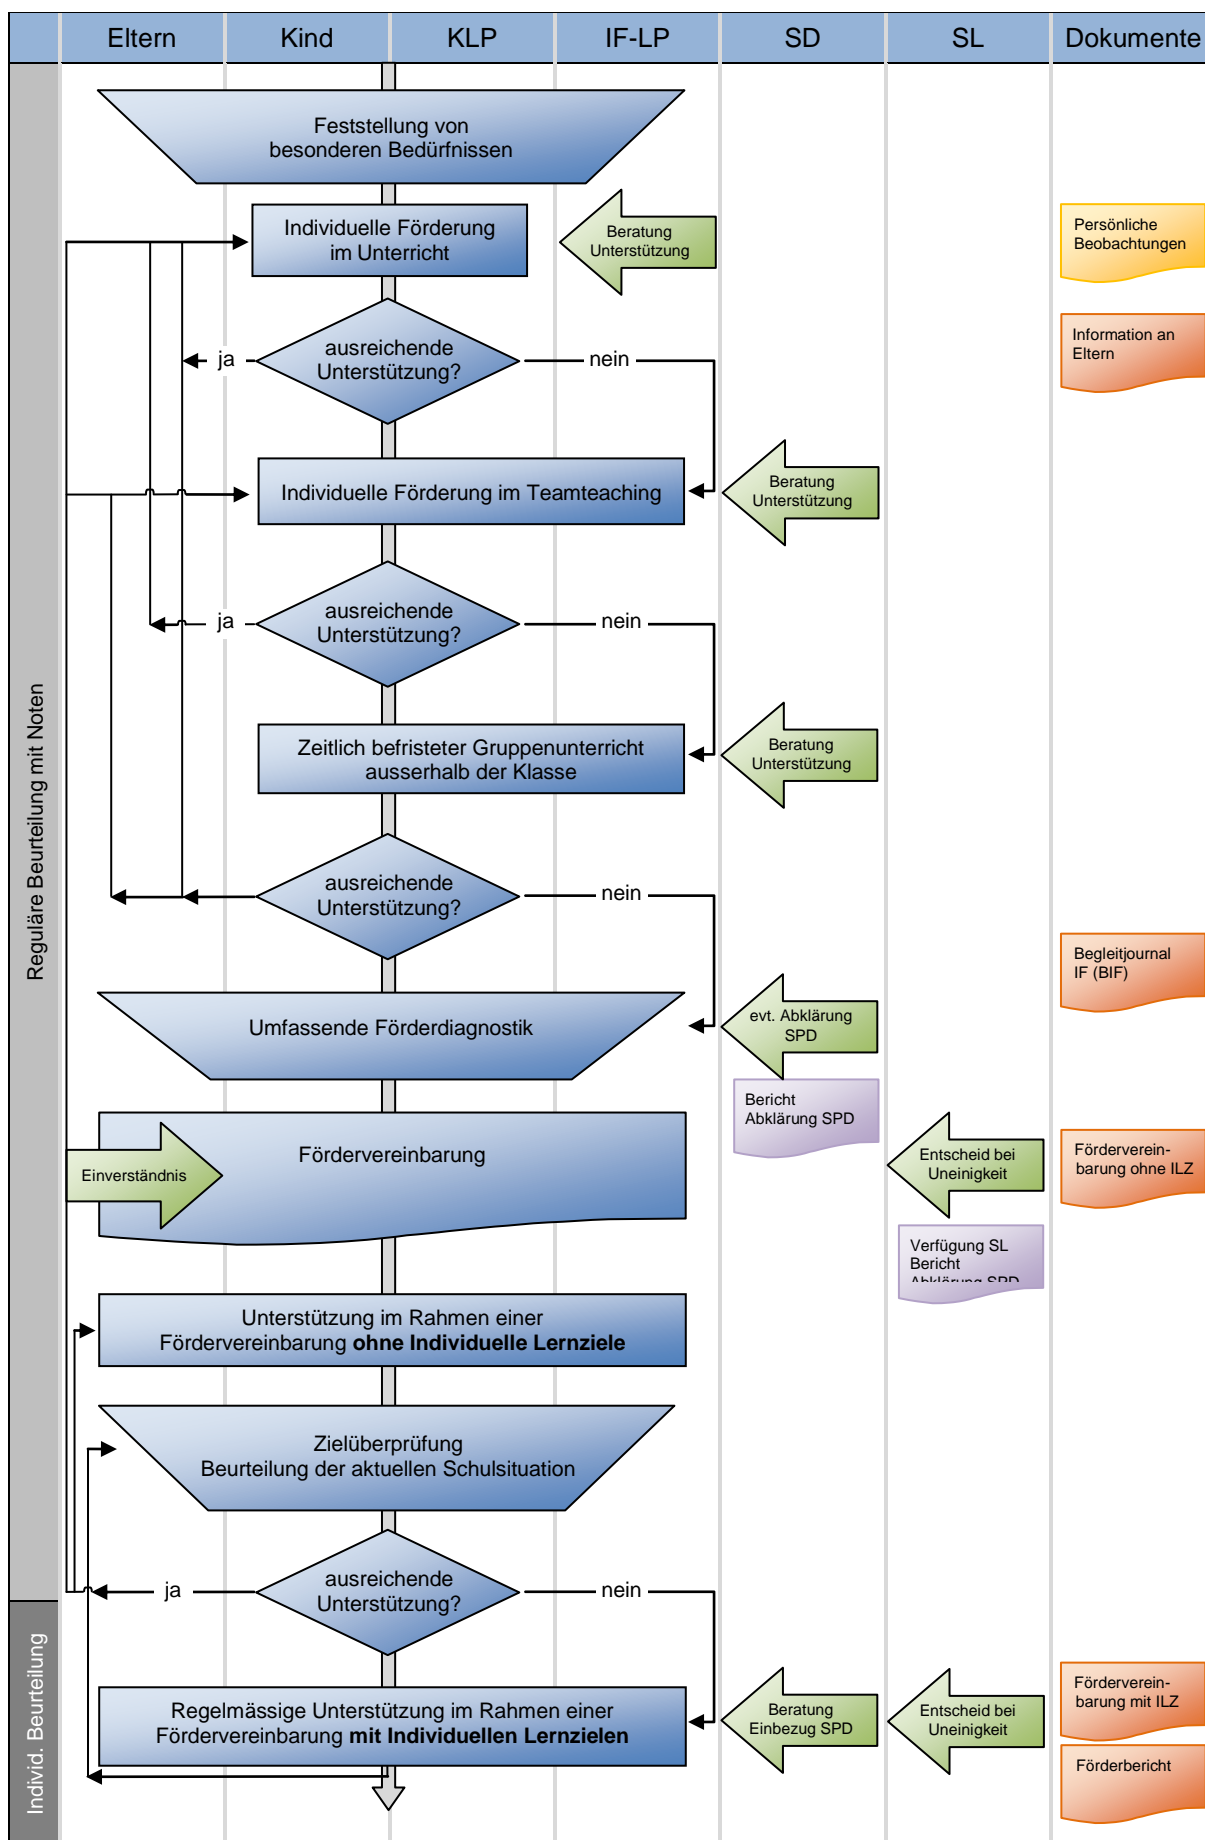 Eltern
Kind
KLP
IF-LP
SD
SL
Dokumente
Reguläre Beurteilung mit Noten
Feststellung von
besonderen Bedürfnissen
Individuelle Förderung
im Unterricht
Beratung
Unterstützung
Persönliche
Beobachtungen
ausreichende
Unterstützung?
ja
nein
Information an
Eltern
Individuelle Förderung im Teamteaching
Beratung
Unterstützung
ausreichende
Unterstützung?
ja
nein
Zeitlich befristeter Gruppenunterricht
ausserhalb der Klasse
Beratung
Unterstützung
ausreichende
Unterstützung?
nein
Begleitjournal
IF (BIF)
Umfassende Förderdiagnostik
evt. Abklärung
SPD
Bericht
Abklärung SPD
Fördervereinbarung
Einverständnis
Entscheid bei
Uneinigkeit
Förderverein-
barung ohne ILZ
Verfügung SL
Bericht
Abklärung SPD
Unterstützung im Rahmen einer
Fördervereinbarung ohne Individuelle Lernziele
Zielüberprüfung
Beurteilung der aktuellen Schulsituation
ausreichende
Unterstützung?
ja
nein
Individ. Beurteilung
Regelmässige Unterstützung im Rahmen einer
Fördervereinbarung mit Individuellen Lernzielen
Beratung
Einbezug SPD
Entscheid bei
Uneinigkeit
Förderverein-
barung mit ILZ
Förderbericht